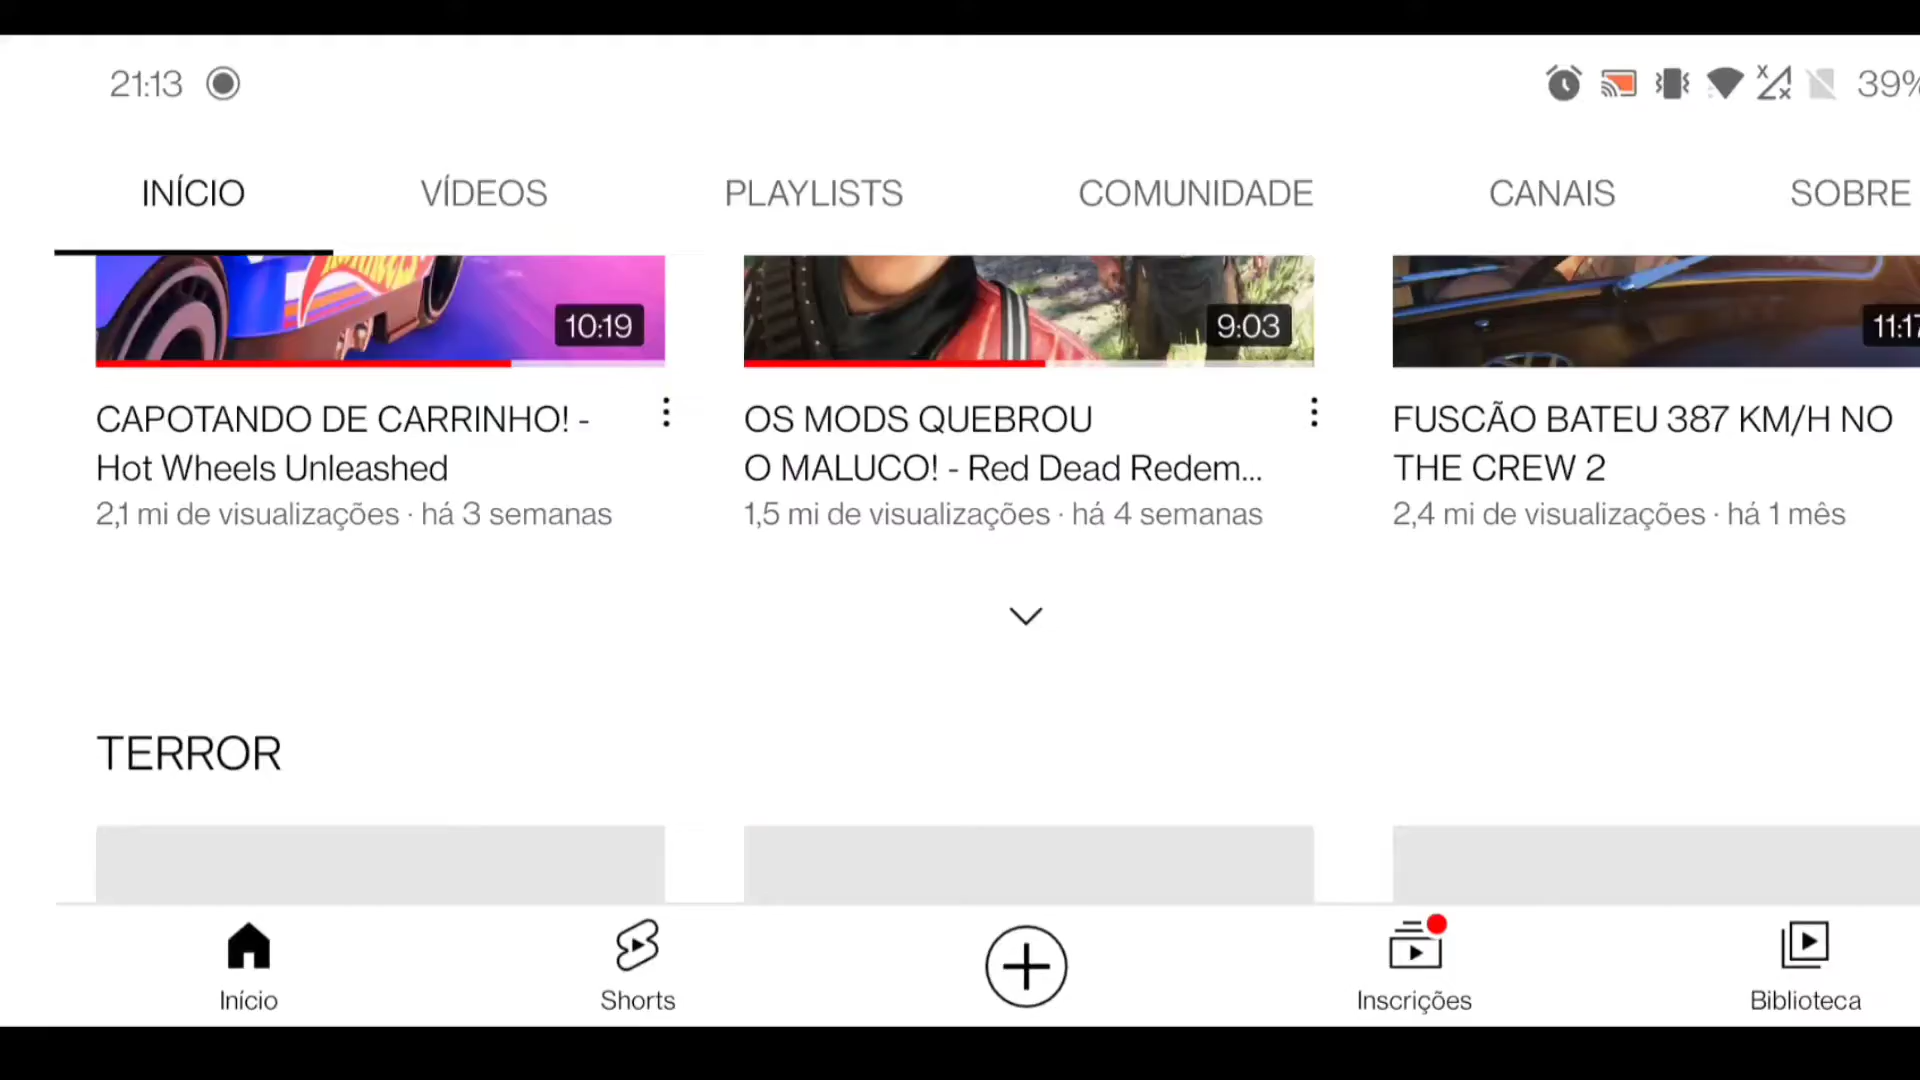 21:13
39%
INÍCIO VÍDEOS PLAYLISTS COMUNIDADE CANAIS SOBRE
10:19 9:03 11:17
CAPOTANDO DE CARRINHO! -
Hot Wheels Unleashed
2,1 mi de visualizações · há 3 semanas
OS MODS QUEBROU
O MALUCO! - Red Dead Redem...
1,5 mi de visualizações · há 4 semanas
FUSCÃO BATEU 387 KM/H NO
THE CREW 2
2,4 mi de visualizações · há 1 mês
TERROR
Início
Shorts
Inscrições
Biblioteca